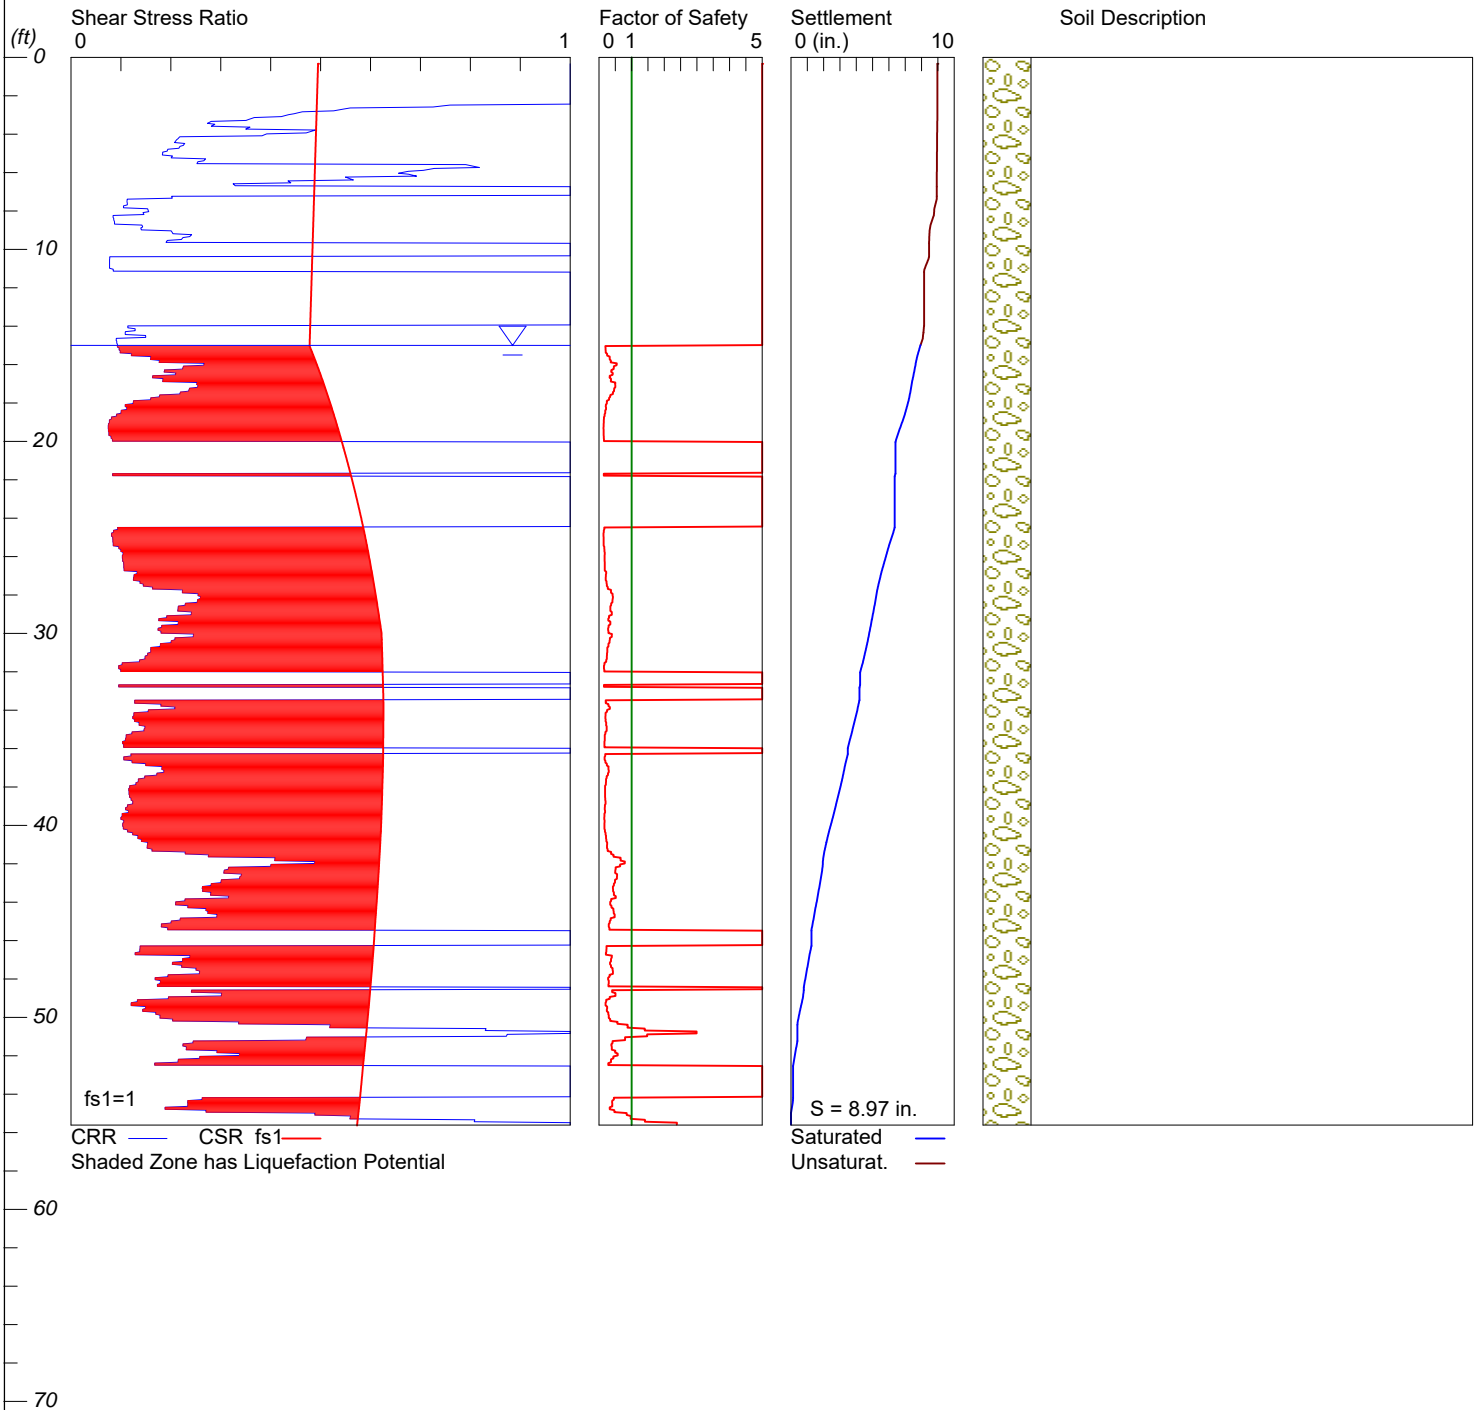 Shear Stress Ratio Factor of Safety Settlement Soil Description
(ft) 0 1 0 1 5 0 (in.) 10
0
10
20
30
40
50
fs1=1 S = 8.97 in.
CRR CSR fs1 Saturated
Shaded Zone has Liquefaction Potential Unsaturat.
60
70